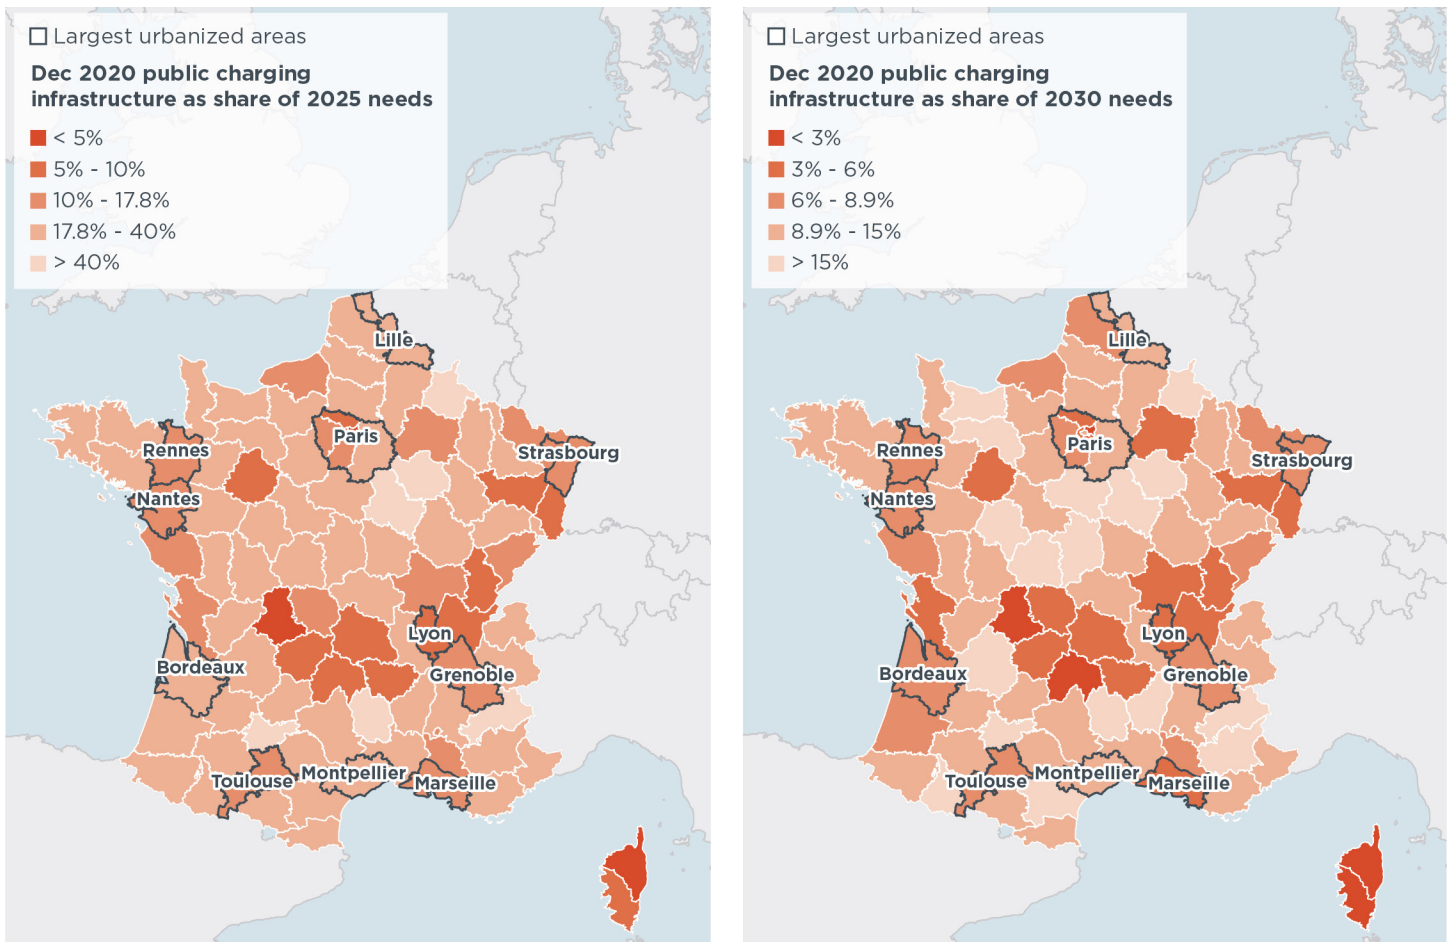 Largest urbanized areas
Dec 2020 public charging
infrastructure as share of 2025 needs
< 5%
5% - 10%
10% - 17.8%
17.8% - 40%
> 40%
Lille
Paris
Rennes
Strasbourg
Nantes
Lyon
Bordeaux
Grenoble
Toulouse
Montpellier
Marseille
Largest urbanized areas
Dec 2020 public charging
infrastructure as share of 2030 needs
< 3%
3% - 6%
6% - 8.9%
8.9% - 15%
> 15%
Lille
Paris
Rennes
Strasbourg
Nantes
Lyon
Bordeaux
Grenoble
Toulouse
Montpellier
Marseille